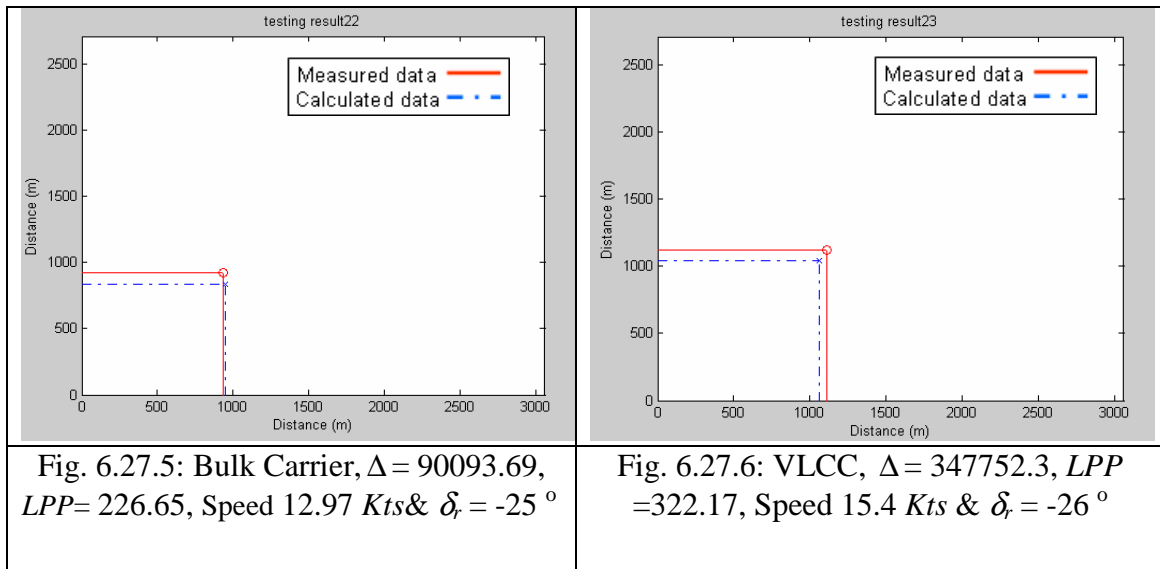 testing result22
2500
2000
1500
1000
500
0
Distance (m)
Measured data
Calculated data
0 500 1000 1500 2000 2500 3000
Distance (m)
testing result23
2500
2000
1500
1000
500
0
Distance (m)
Measured data
Calculated data
0 500 1000 1500 2000 2500 3000
Distance (m)
Fig. 6.27.5: Bulk Carrier, Δ = 90093.69,
LPP= 226.65, Speed 12.97 Kts& δr = -25 o
Fig. 6.27.6: VLCC, Δ = 347752.3, LPP
=322.17, Speed 15.4 Kts & δr = -26 o